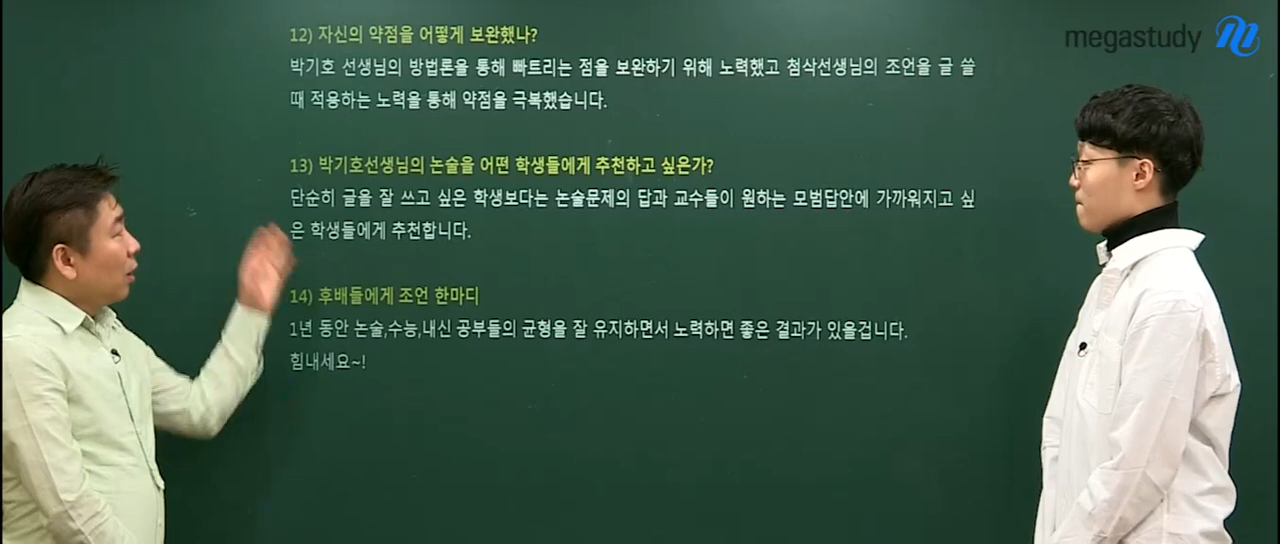 megastudy
12) 자신의 약점을 어떻게 보완했나?
박기호 선생님의 방법론을 통해 빠트리는 점을 보완하기 위해 노력했고 첨삭선생님의 조언을 글 쓸
때 적용하는 노력을 통해 약점을 극복했습니다.
13) 박기호선생님의 논술을 어떤 학생들에게 추천하고 싶은가?
단순히 글을 잘 쓰고 싶은 학생보다는 논술문제의 답과 교수들이 원하는 모범답안에 가까워지고 싶
은 학생들에게 추천합니다.
14) 후배들에게 조언 한마디
1년 동안 논술,수능,내신 공부들의 균형을 잘 유지하면서 노력하면 좋은 결과가 있을겁니다.
힘내세요~!